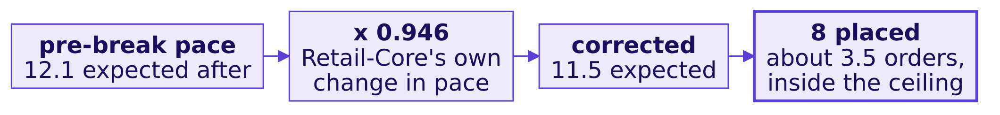 pre-break pace
12.1 expected after
x 0.946
Retail-Core's own
change in pace
corrected
11.5 expected
8 placed
about 3.5 orders,
inside the ceiling